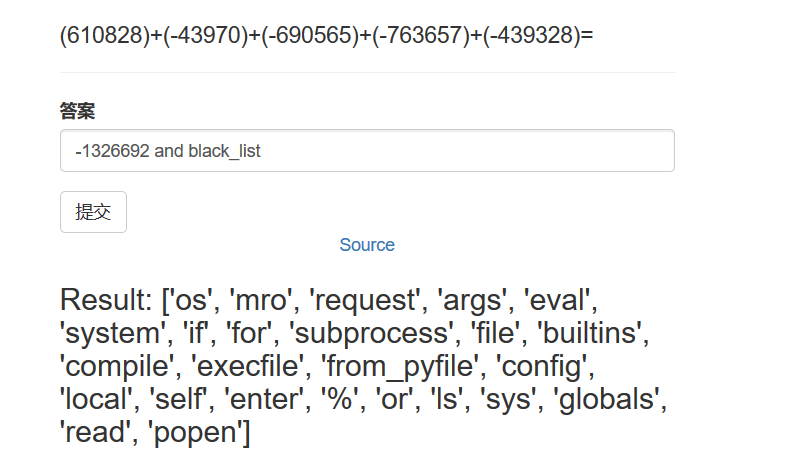 (610828)+(-43970)+(-690565)+(-763657)+(-439328)=
答案
-1326692 and black_list
提交
Source
Result: ['os', 'mro', 'request', 'args', 'eval',
'system', 'if', 'for', 'subprocess', 'file', 'builtins',
'compile', 'execfile', 'from_pyfile', 'config',
'local', 'self', 'enter', '%', 'or', 'ls', 'sys', 'globals',
'read', 'popen']